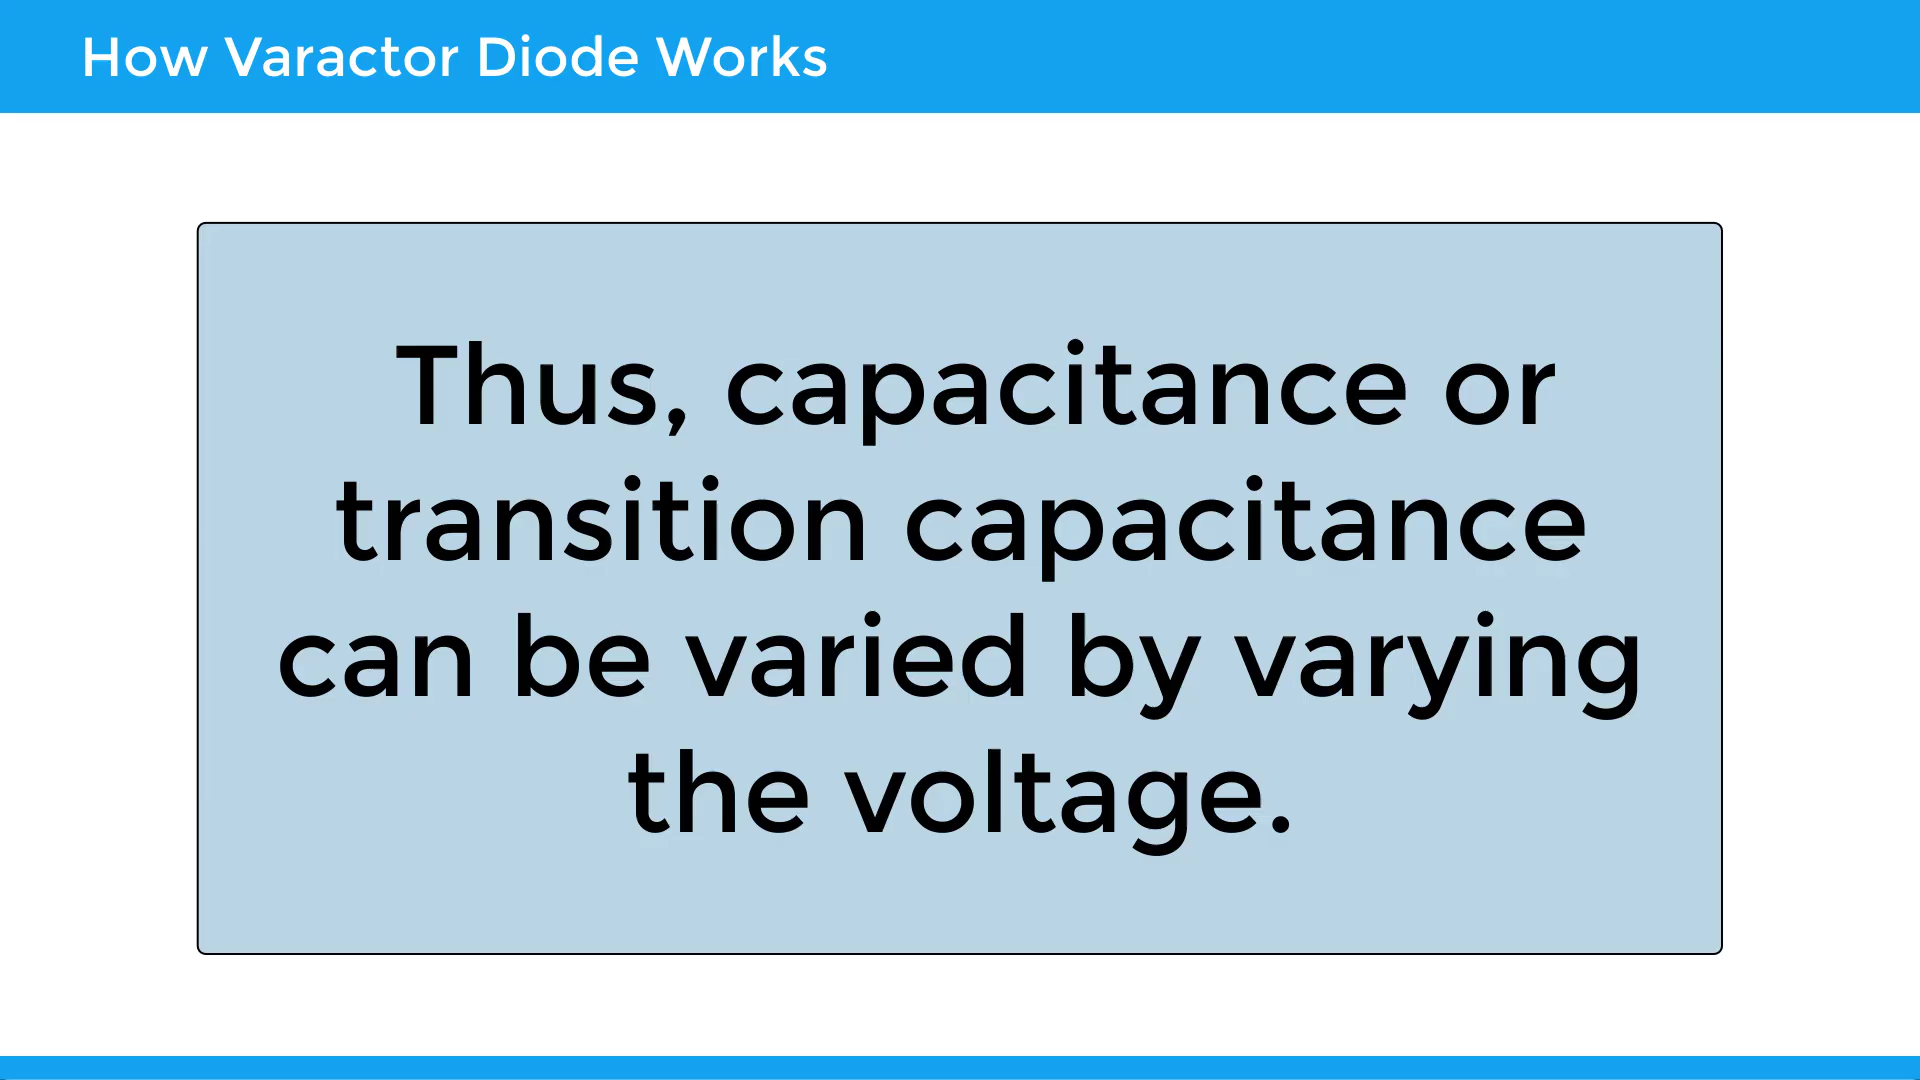 How Varactor Diode Works
Thus, capacitance or
transition capacitance
can be varied by varying
the voltage.